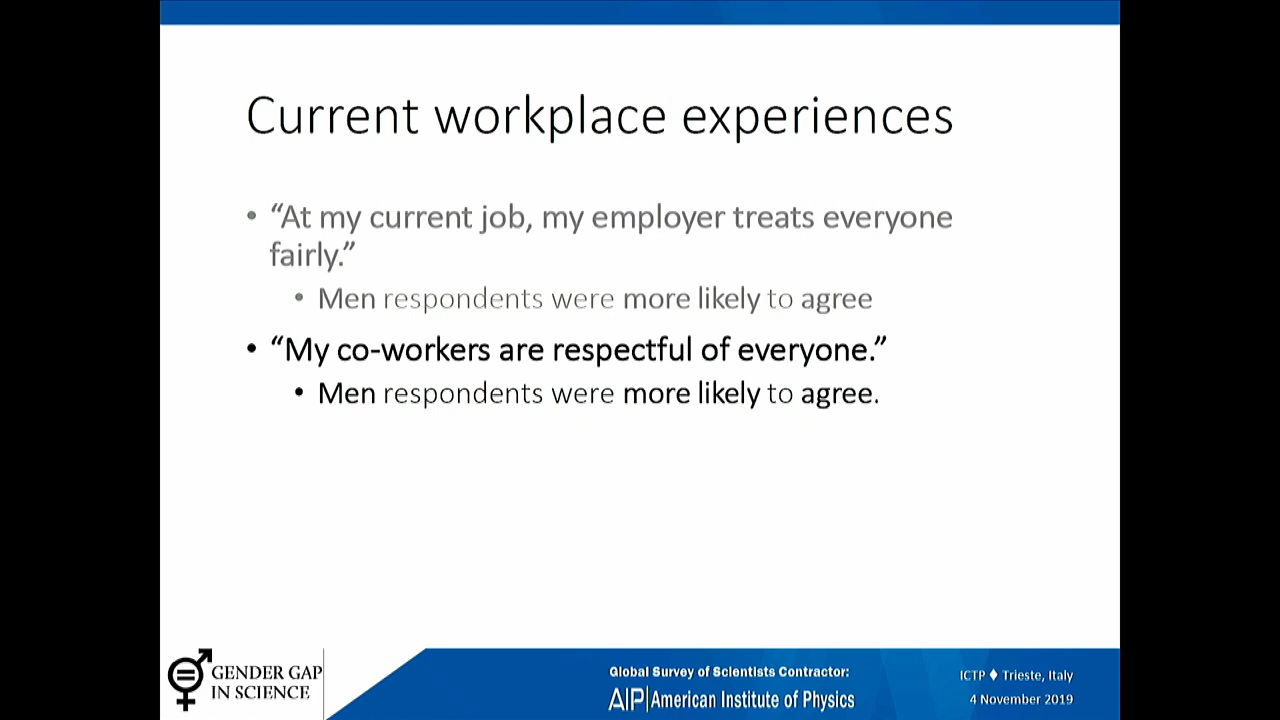 Current workplace experiences
• “At my current job, my employer treats everyone
fairly.”
• Men respondents were more likely to agree
• “My co-workers are respectful of everyone.”
• Men respondents were more likely to agree.
GENDER GAP
IN SCIENCE
Global Survey of Scientists Contractor:
AIP|American Institute of Physics
ICTP ♦ Trieste, Italy
4 November 2019